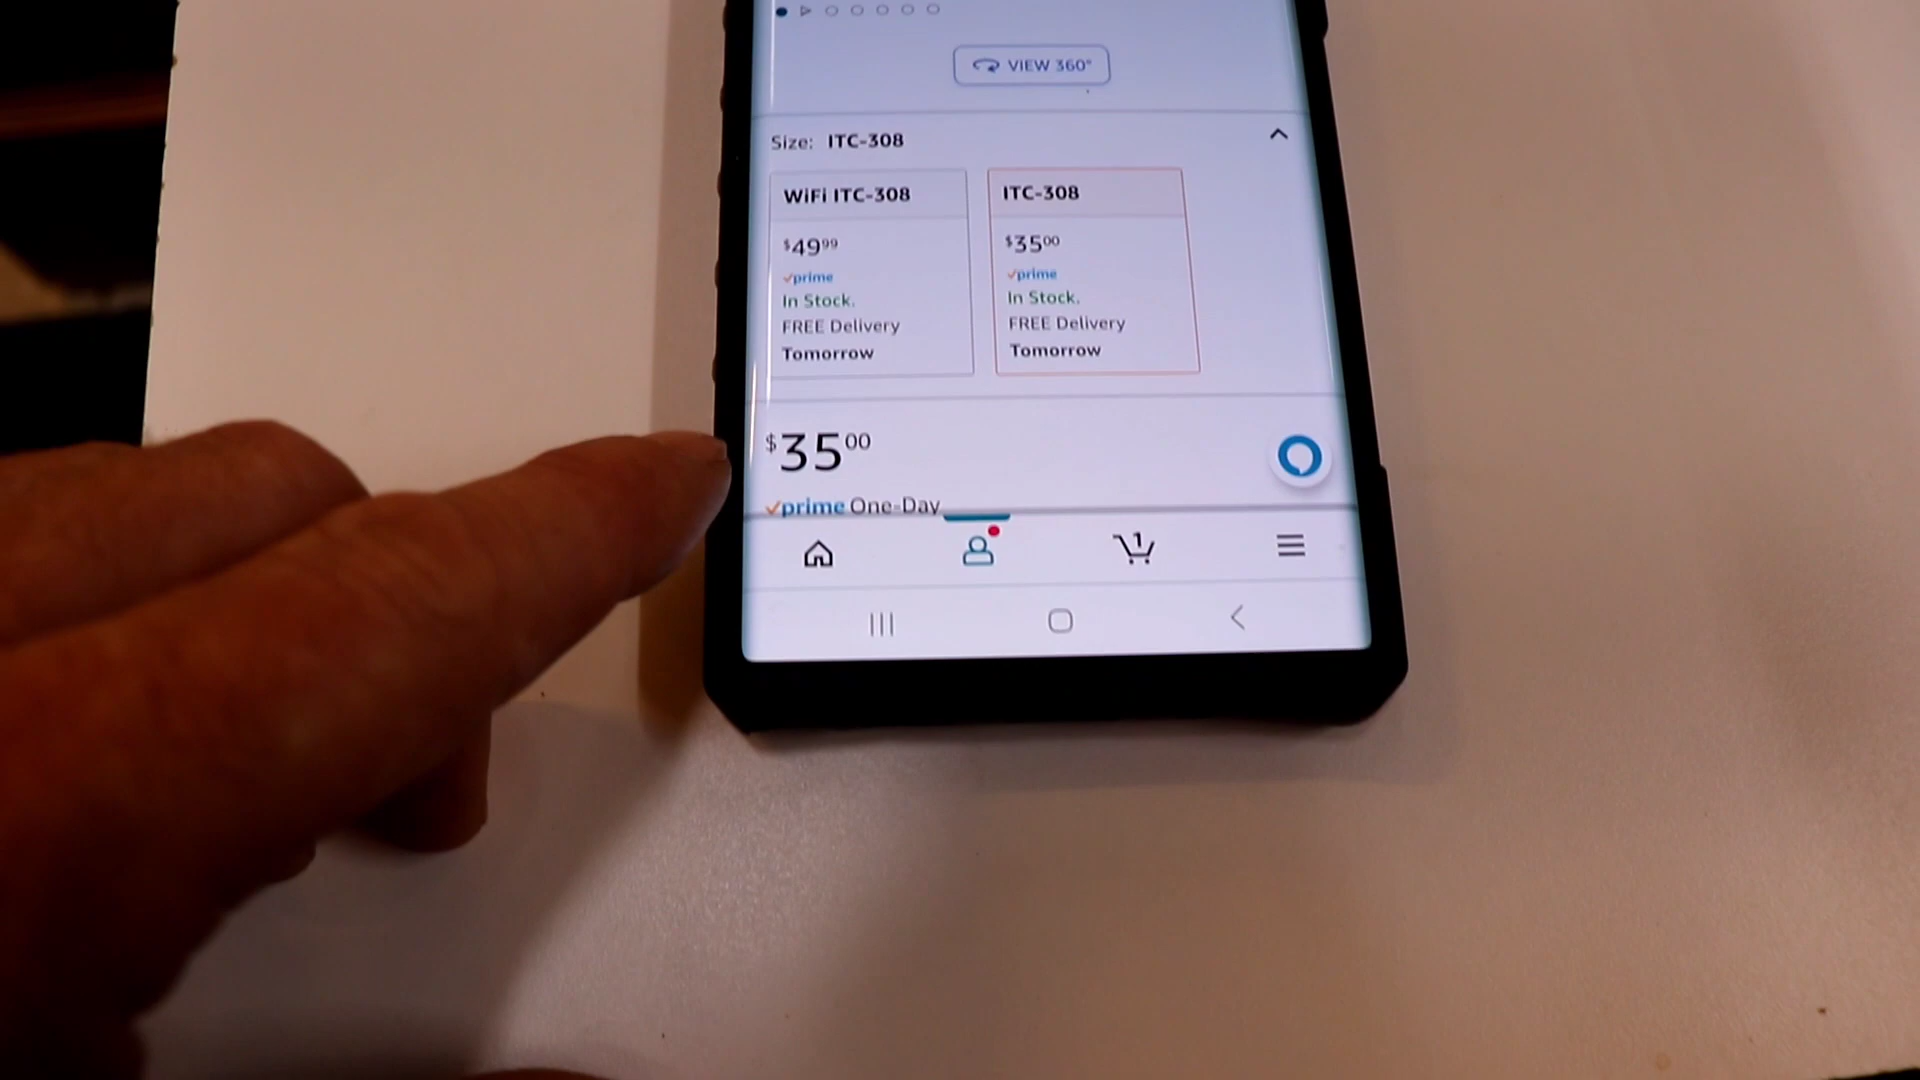 VIEW 360°
Size: ITC-308
WiFi ITC-308
$49.99
prime
In Stock.
FREE Delivery
Tomorrow
ITC-308
$35.00
prime
In Stock.
FREE Delivery
Tomorrow
$35.00
prime One-Day
1